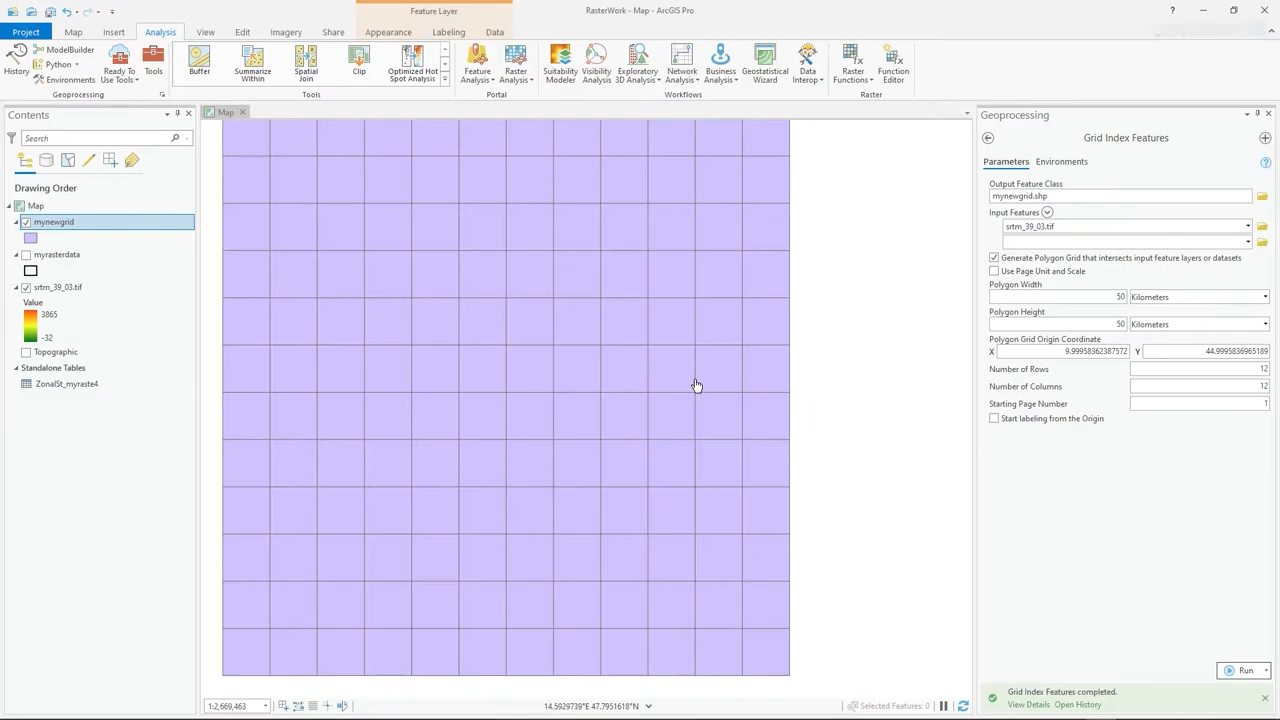 Feature Layer
RasterWork - Map - ArcGIS Pro
?
Project Map Insert Analysis View Edit Imagery Share Appearance Labeling Data
History
ModelBuilder
Python
Environments
Ready To Use Tools
Tools
Geoprocessing
Buffer
Summarize Within
Spatial Join
Clip
Optimized Hot Spot Analysis
Tools
Feature Analysis
Raster Analysis
Portal
Suitability Modeler
Visibility Analysis
Exploratory 3D Analysis
Network Analysis
Business Analysis
Geostatistical Wizard
Data Interop
Workflows
Raster Functions
Function Editor
Raster
Contents
Search
Drawing Order
Map
mynewgrid
myrasterdata
srtm_39_03.tif
Value
3865
-32
Topographic
Standalone Tables
ZonalSt_myraste4
Map
1:2,669,463
14.5929739°E 47.7951618°N
Selected Features: 0
Geoprocessing
Grid Index Features
Parameters Environments
?
Output Feature Class
mynewgrid.shp
Input Features
srtm_39_03.tif
Generate Polygon Grid that intersects input feature layers or datasets
Use Page Unit and Scale
Polygon Width
50 Kilometers
Polygon Height
50 Kilometers
Polygon Grid Origin Coordinate
X 9.99958362387572 Y 44.9995836965189
Number of Rows 12
Number of Columns 12
Starting Page Number 1
Start labeling from the Origin
Run
Grid Index Features completed.
View Details Open History